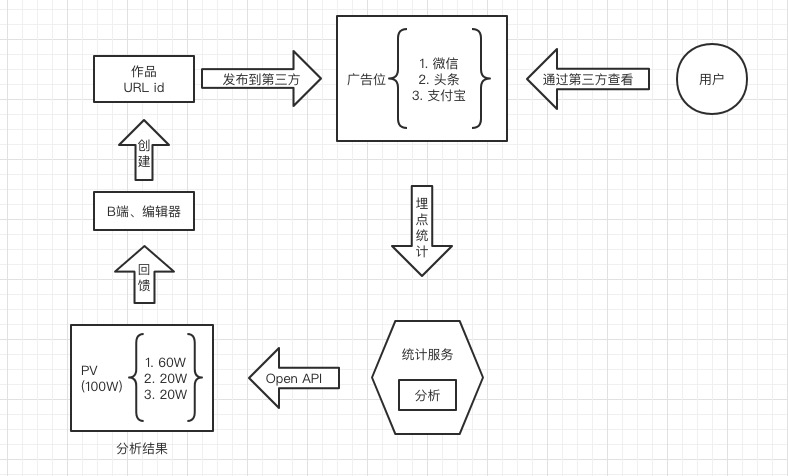 作品
URL id
发布到第三方
广告位
1. 微信
2. 头条
3. 支付宝
通过第三方查看
用户
创
建
B端、编辑器
埋
点
统
计
回
馈
PV
(100W)
1. 60W
2. 20W
3. 20W
分析结果
Open API
统计服务
分析